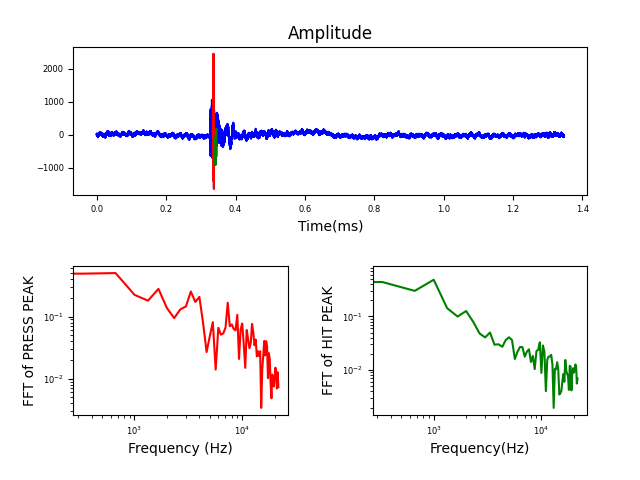 Amplitude
2000
1000
0
−1000
0.0 0.2 0.4 0.6 0.8 1.0 1.2 1.4
Time(ms)
FFT of PRESS PEAK
10⁻¹
10⁻²
10³ 10⁴
Frequency (Hz)
FFT of HIT PEAK
10⁻¹
10⁻²
10³ 10⁴
Frequency(Hz)